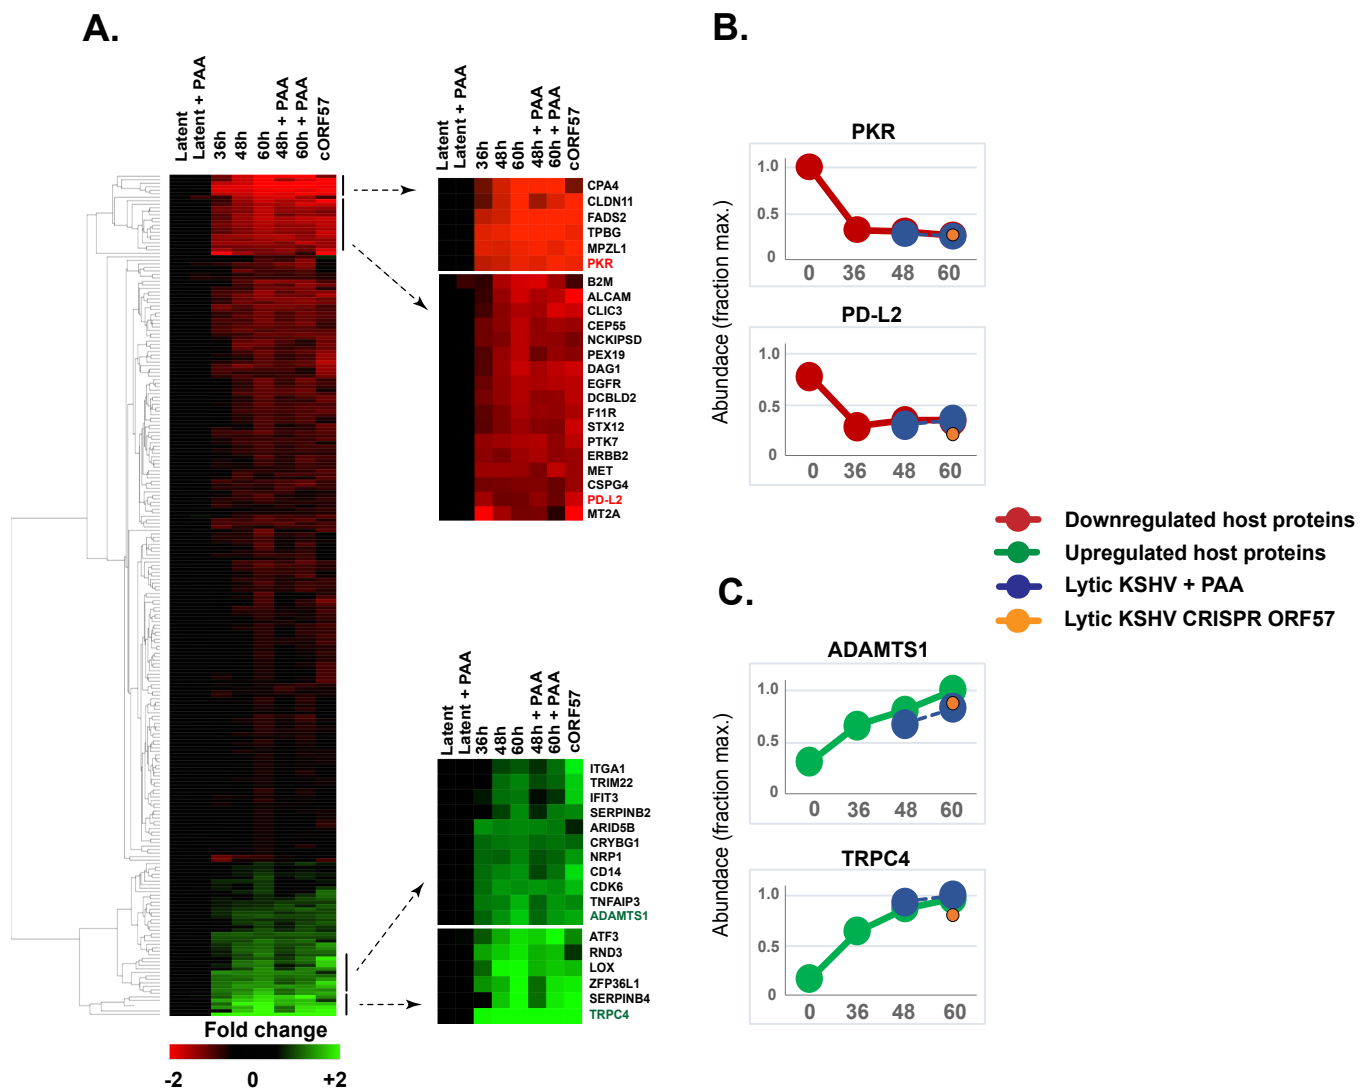 A.
Latent
Latent + PAA
36h
48h
60h
48h + PAA
60h + PAA
cORF57
Latent
Latent + PAA
36h
48h
60h
48h + PAA
60h + PAA
cORF57
CPA4
CLDN11
FADS2
TPBG
MPZL1
PKR
B2M
ALCAM
CLIC3
CEP55
NCKIPSD
PEX19
DAG1
EGFR
DCBLD2
F11R
STX12
PTK7
ERBB2
MET
CSPG4
PD-L2
MT2A
Latent
Latent + PAA
36h
48h
60h
48h + PAA
60h + PAA
cORF57
ITGA1
TRIM22
IFIT3
SERPINB2
ARID5B
CRYBG1
NRP1
CD14
CDK6
TNFAIP3
ADAMTS1
ATF3
RND3
LOX
ZFP36L1
SERPINB4
TRPC4
Fold change
-2 0 +2
B.
Abundace (fraction max.)
PKR
1.0
0.5
0
0 36 48 60
PD-L2
1.0
0.5
0
0 36 48 60
Downregulated host proteins
Upregulated host proteins
Lytic KSHV + PAA
Lytic KSHV CRISPR ORF57
C.
Abundace (fraction max.)
ADAMTS1
1.0
0.5
0
0 36 48 60
TRPC4
1.0
0.5
0
0 36 48 60